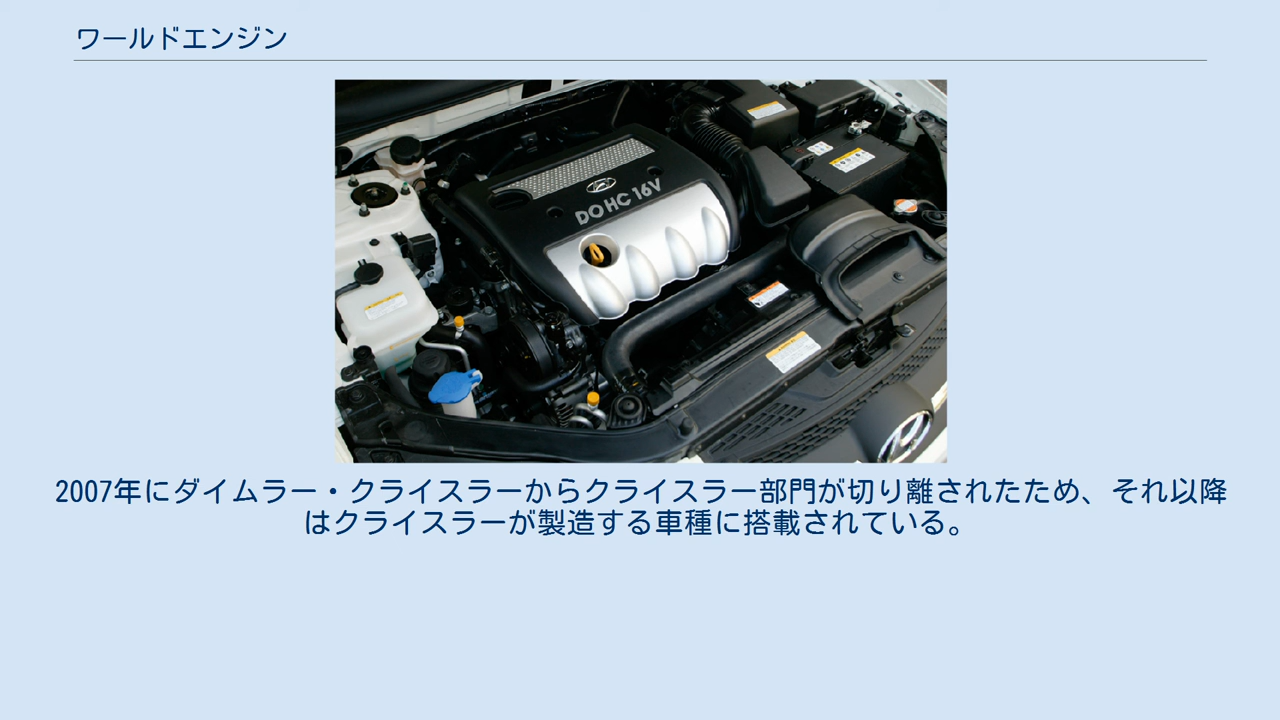 ワールドエンジン
DOHC 16V
2007年にダイムラー・クライスラーからクライスラー部門が切り離されたため、それ以降
はクライスラーが製造する車種に搭載されている。